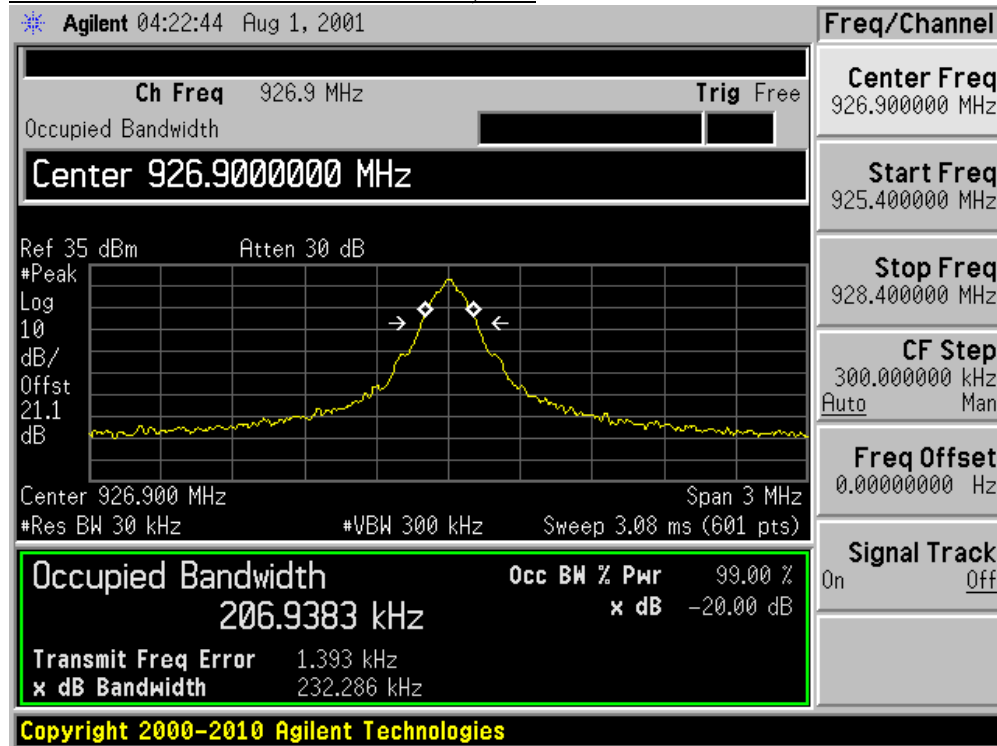 Agilent 04:22:44 Aug 1, 2001
Freq/Channel
Ch Freq 926.9 MHz Trig Free
Occupied Bandwidth
Center 926.9000000 MHz
Ref 35 dBm Atten 30 dB
#Peak
Log
10
dB/
Offst
21.1
dB
Center 926.900 MHz Span 3 MHz
#Res BW 30 kHz #VBW 300 kHz Sweep 3.08 ms (601 pts)
Occupied Bandwidth Occ BW % Pwr 99.00 %
206.9383 kHz x dB -20.00 dB
Transmit Freq Error 1.393 kHz
x dB Bandwidth 232.286 kHz
Center Freq
926.900000 MHz
Start Freq
925.400000 MHz
Stop Freq
928.400000 MHz
CF Step
300.000000 kHz
Auto Man
Freq Offset
0.00000000 Hz
Signal Track
On Off
Copyright 2000-2010 Agilent Technologies